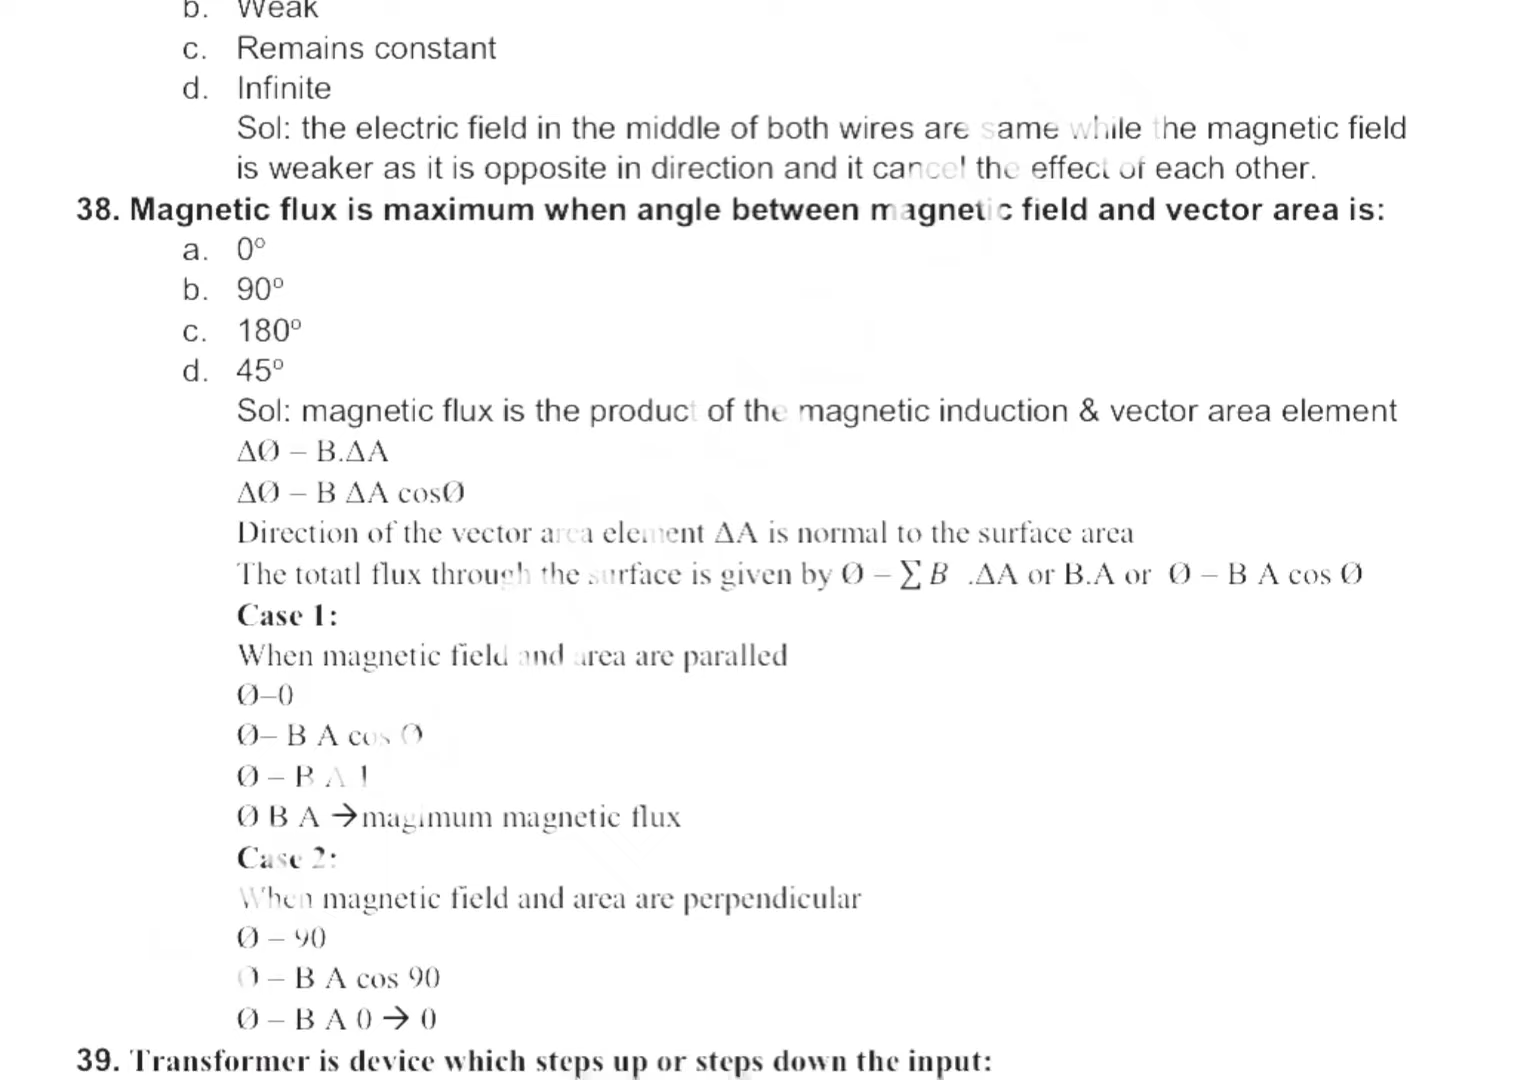 b. Weak
c. Remains constant
d. Infinite
Sol: the electric field in the middle of both wires are same while the magnetic field
is weaker as it is opposite in direction and it cancel the effect of each other.
38. Magnetic flux is maximum when angle between magnetic field and vector area is:
a. 0°
b. 90°
c. 180°
d. 45°
Sol: magnetic flux is the product of the magnetic induction & vector area element
ΔØ – B.ΔA
ΔØ – B ΔA cosØ
Direction of the vector area element ΔA is normal to the surface area
The totatl flux through the surface is given by Ø – ∑ B .ΔA or B.A or Ø – B A cos Ø
Case 1:
When magnetic field and area are paralled
Ø–0
Ø– B A cos O
Ø – B A 1
Ø B A →magimum magnetic flux
Case 2:
When magnetic field and area are perpendicular
Ø – 90
Ø – B A cos 90
Ø – B A 0 → 0
39. Transformer is device which steps up or steps down the input: